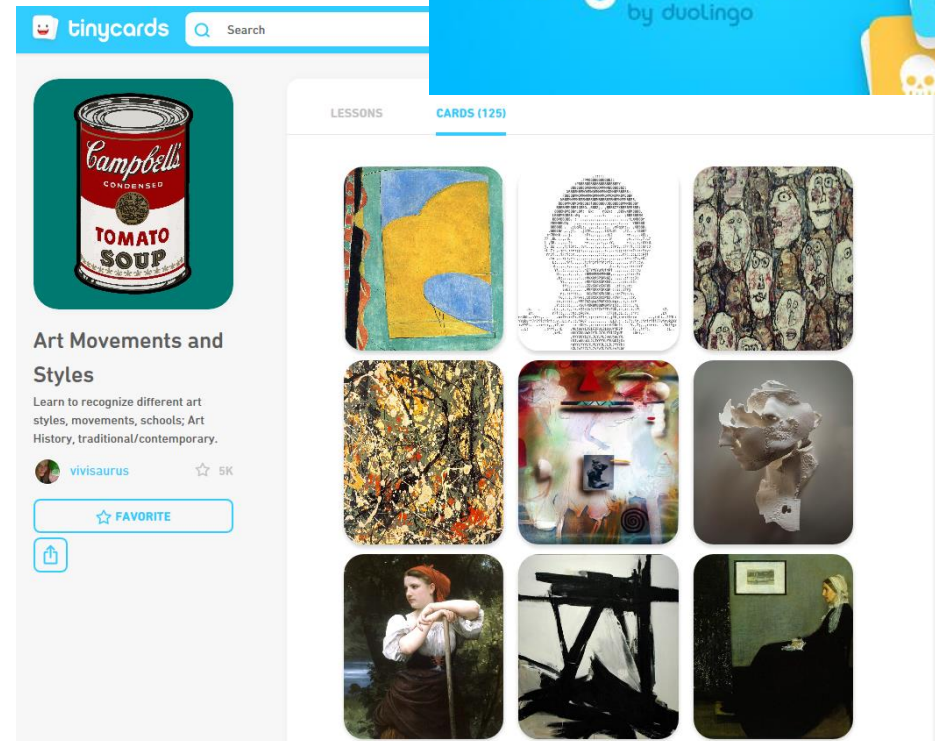 tinycards
Search
by duolingo
Campbell's
CONDENSED
TOMATO
SOUP
Art Movements and
Styles
Learn to recognize different art
styles, movements, schools; Art
History, traditional/contemporary.
vivisaurus
5K
FAVORITE
LESSONS
CARDS (125)